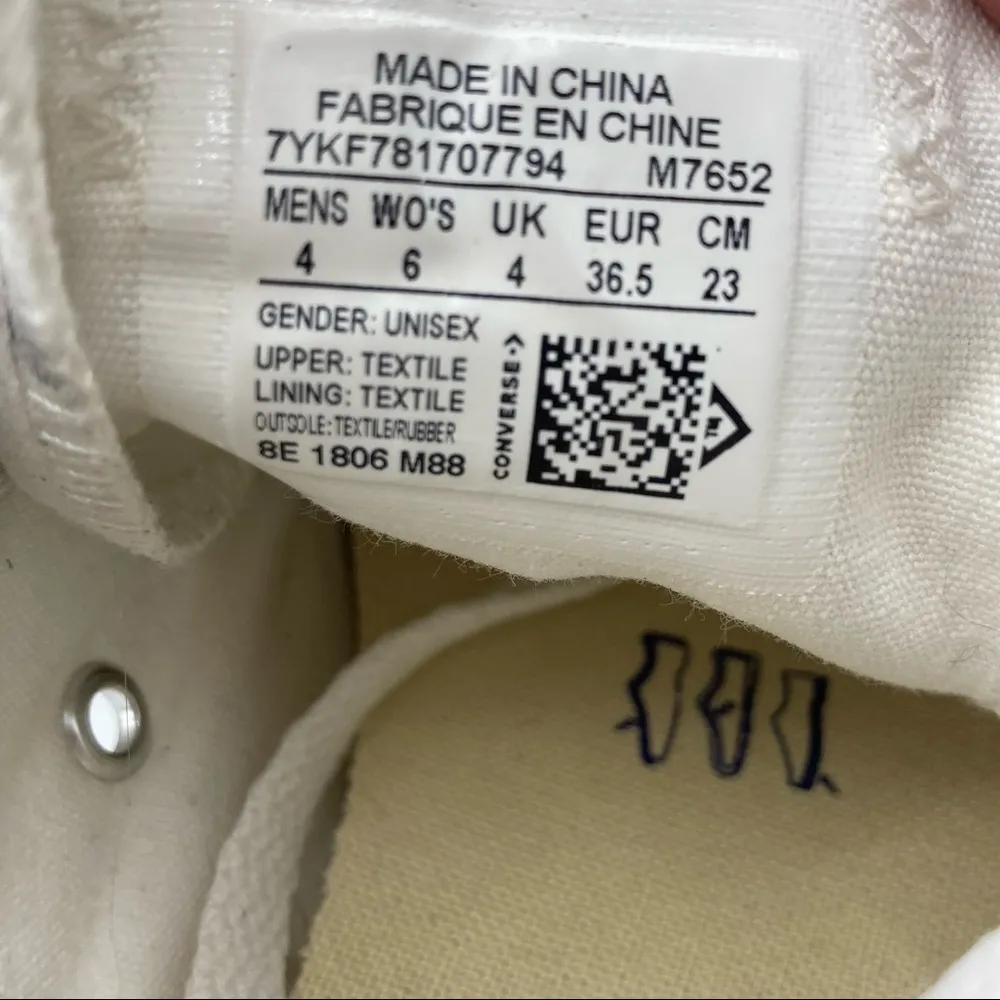 MADE IN CHINA
FABRIQUE EN CHINE
7YKF781707794 M7652
MENS WO'S UK EUR CM
4 6 4 36.5 23
GENDER: UNISEX
UPPER: TEXTILE
LINING: TEXTILE
OUTSOLE: TEXTILE/RUBBER
8E 1806 M88
CONVERSE